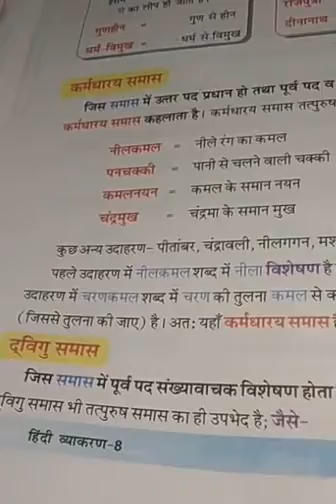 गुणहीन = गुण से हीन
धर्म-विमुख = धर्म से विमुख
दीनानाथ
कर्मधारय समास
जिस समास में उत्तर पद प्रधान हो तथा पूर्व पद व
कर्मधारय समास कहलाता है। कर्मधारय समास तत्पुरुष
नीलकमल = नीले रंग का कमल
पनचक्की = पानी से चलने वाली चक्की
कमलनयन = कमल के समान नयन
चंद्रमुख = चंद्रमा के समान मुख
कुछ अन्य उदाहरण- पीतांबर, चंद्रावली, नीलगगन,
पहले उदाहरण में नीलकमल शब्द में नीला विशेषण है
उदाहरण में चरणकमल शब्द में चरण की तुलना कमल से
(जिससे तुलना की जाए) है। अतः यहाँ कर्मधारय समास
द्‌विगु समास
जिस समास में पूर्व पद संख्यावाचक विशेषण होता
द्‌विगु समास भी तत्पुरुष समास का ही उपभेद है; जैसे-
हिंदी व्याकरण-8